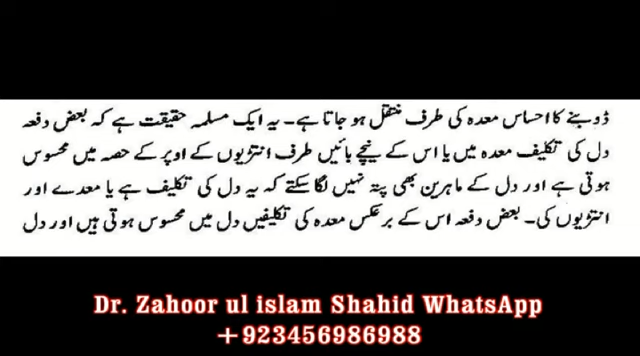 ڈوبنے کا احساس معدہ کی طرف منتقل ہو جاتا ہے۔ یہ ایک مسلمہ حقیقت ہے کہ بعض دفعہ
دل کی تکلیف معدہ میں یا اس کے نیچے بائیں طرف انتڑیوں کے اوپر کے حصہ میں محسوس
ہوتی ہے اور دل کے ماہرین بھی پتہ نہیں لگا سکتے کہ یہ دل کی تکلیف ہے یا معدے اور
انتڑیوں کی۔ بعض دفعہ اس کے برعکس معدہ کی تکلیفیں دل میں محسوس ہوتی ہیں اور دل
Dr. Zahoor ul islam Shahid WhatsApp
+923456986988